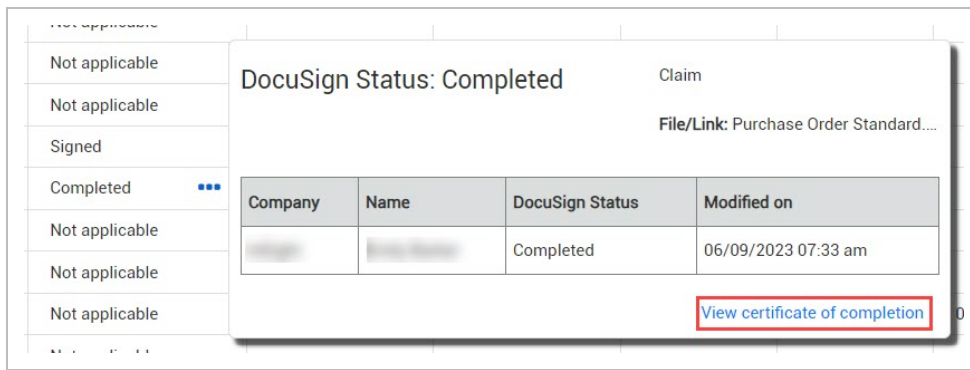 Not applicable
Not applicable
Signed
Completed
Not applicable
Not applicable
Not applicable
DocuSign Status: Completed
Claim
File/Link: Purchase Order Standard....
Company Name DocuSign Status Modified on
Completed 06/09/2023 07:33 am
View certificate of completion
0